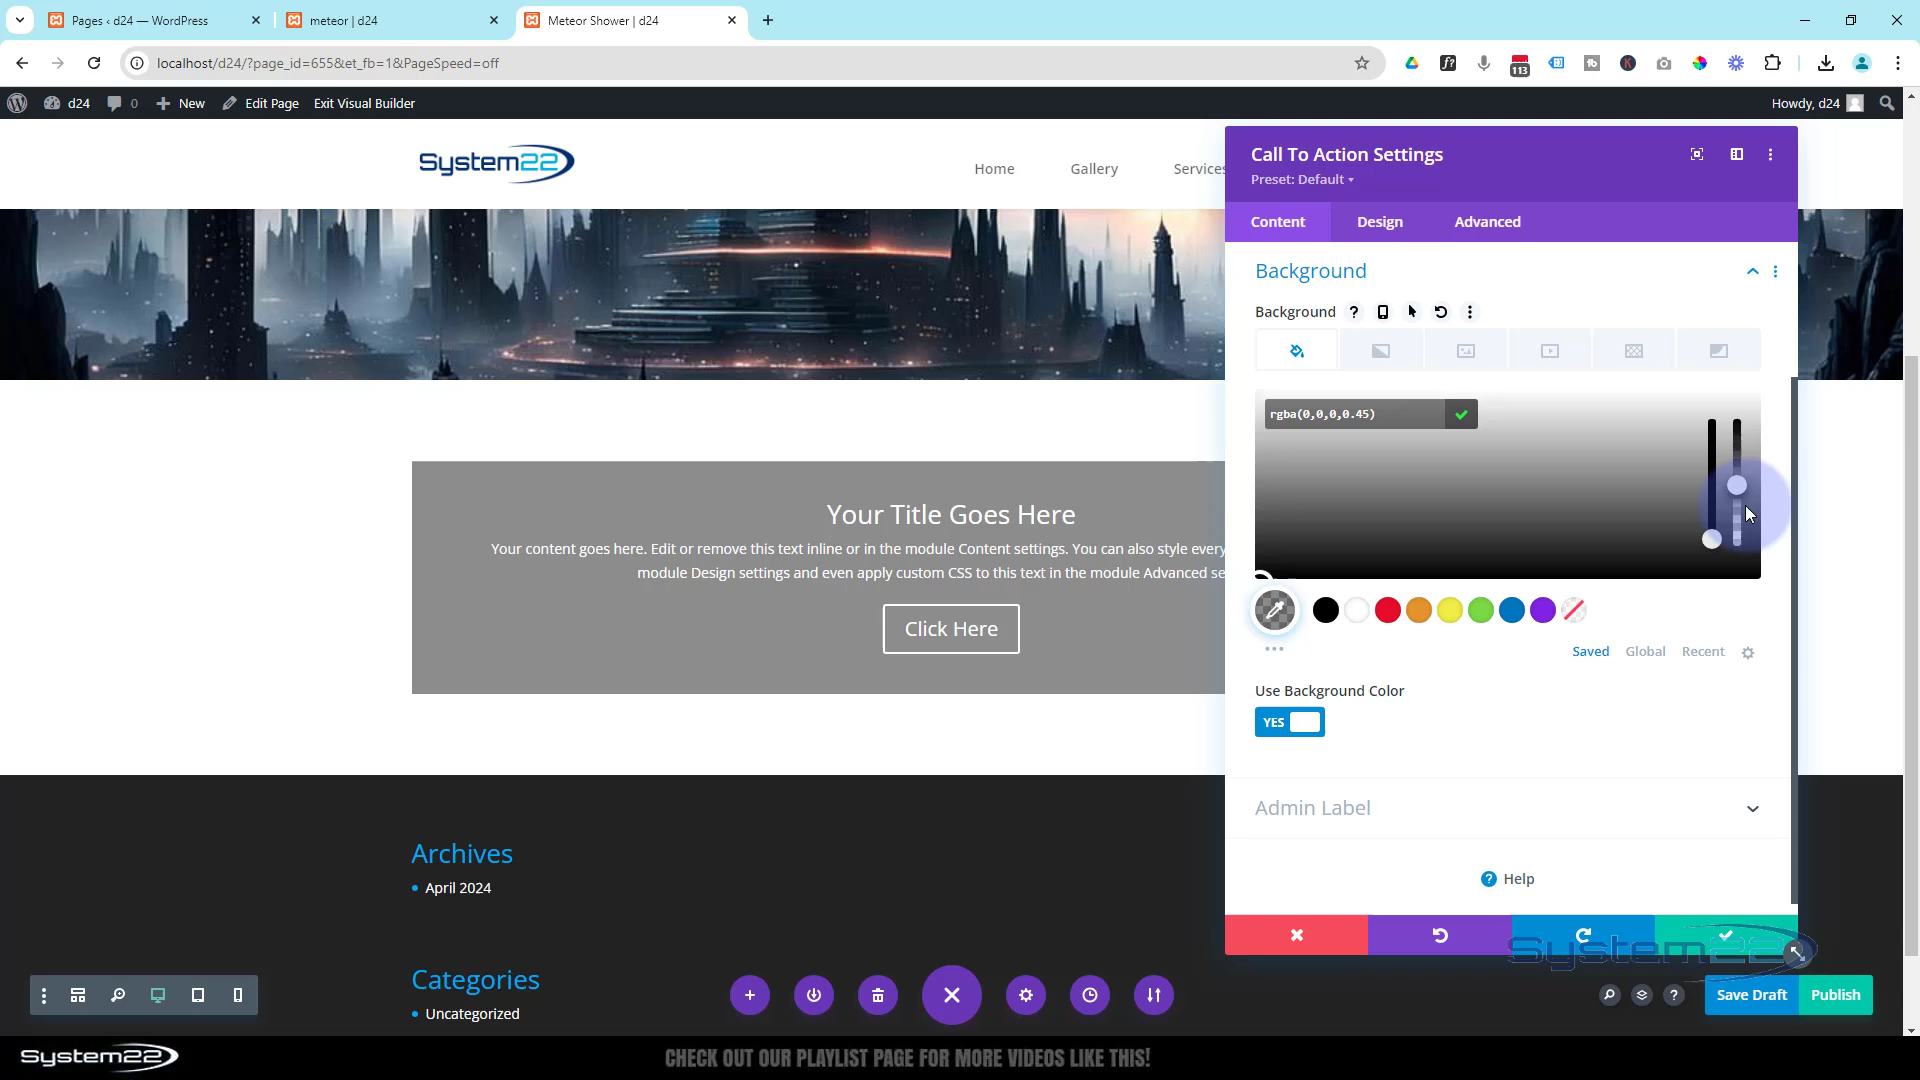 Pages ‹ d24 — WordPress
meteor | d24
Meteor Shower | d24
localhost/d24/?page_id=655&et_fb=1&PageSpeed=off
f?
113
tb
K
d24
0
New
Edit Page
Exit Visual Builder
Howdy, d24
System22
Home
Gallery
Services
Call To Action Settings
Preset: Default
Content
Design
Advanced
Background
Background
rgba(0,0,0,0.45)
Saved
Global
Recent
Use Background Color
YES
Admin Label
Help
Your Title Goes Here
Your content goes here. Edit or remove this text inline or in the module Content settings. You can also style every
module Design settings and even apply custom CSS to this text in the module Advanced se
Click Here
Archives
April 2024
Categories
Uncategorized
System22
Save Draft
Publish
System22
CHECK OUT OUR PLAYLIST PAGE FOR MORE VIDEOS LIKE THIS!